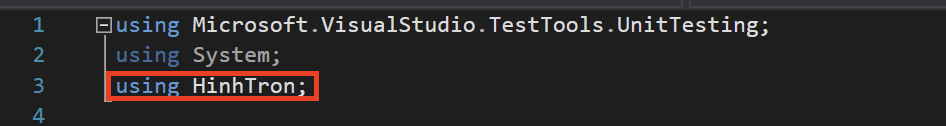 1 using Microsoft.VisualStudio.TestTools.UnitTesting;
2 using System;
3 using HinhTron;
4